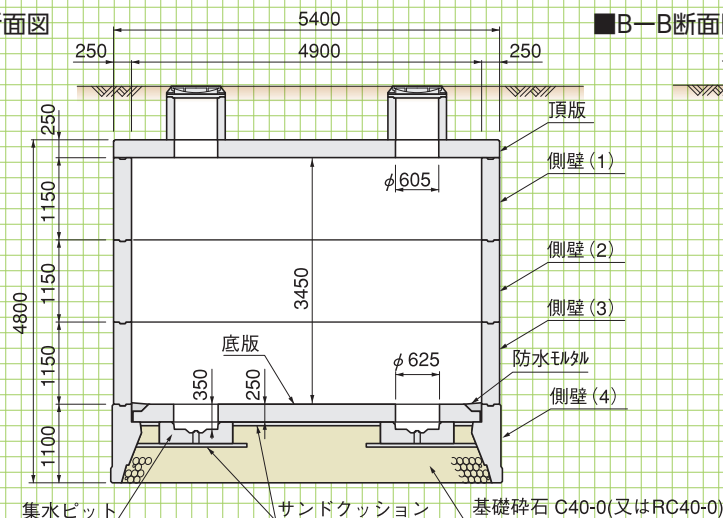 断面図
■B—B断面
5400
250
4900
250
250
頂版
側壁(1)
φ605
1150
1150
側壁(2)
3450
4800
側壁(3)
1150
底版
φ625
防水モルタル
350
250
側壁(4)
1100
集水ピット
サンドクッション
基礎砕石 C40-0(又はRC40-0)